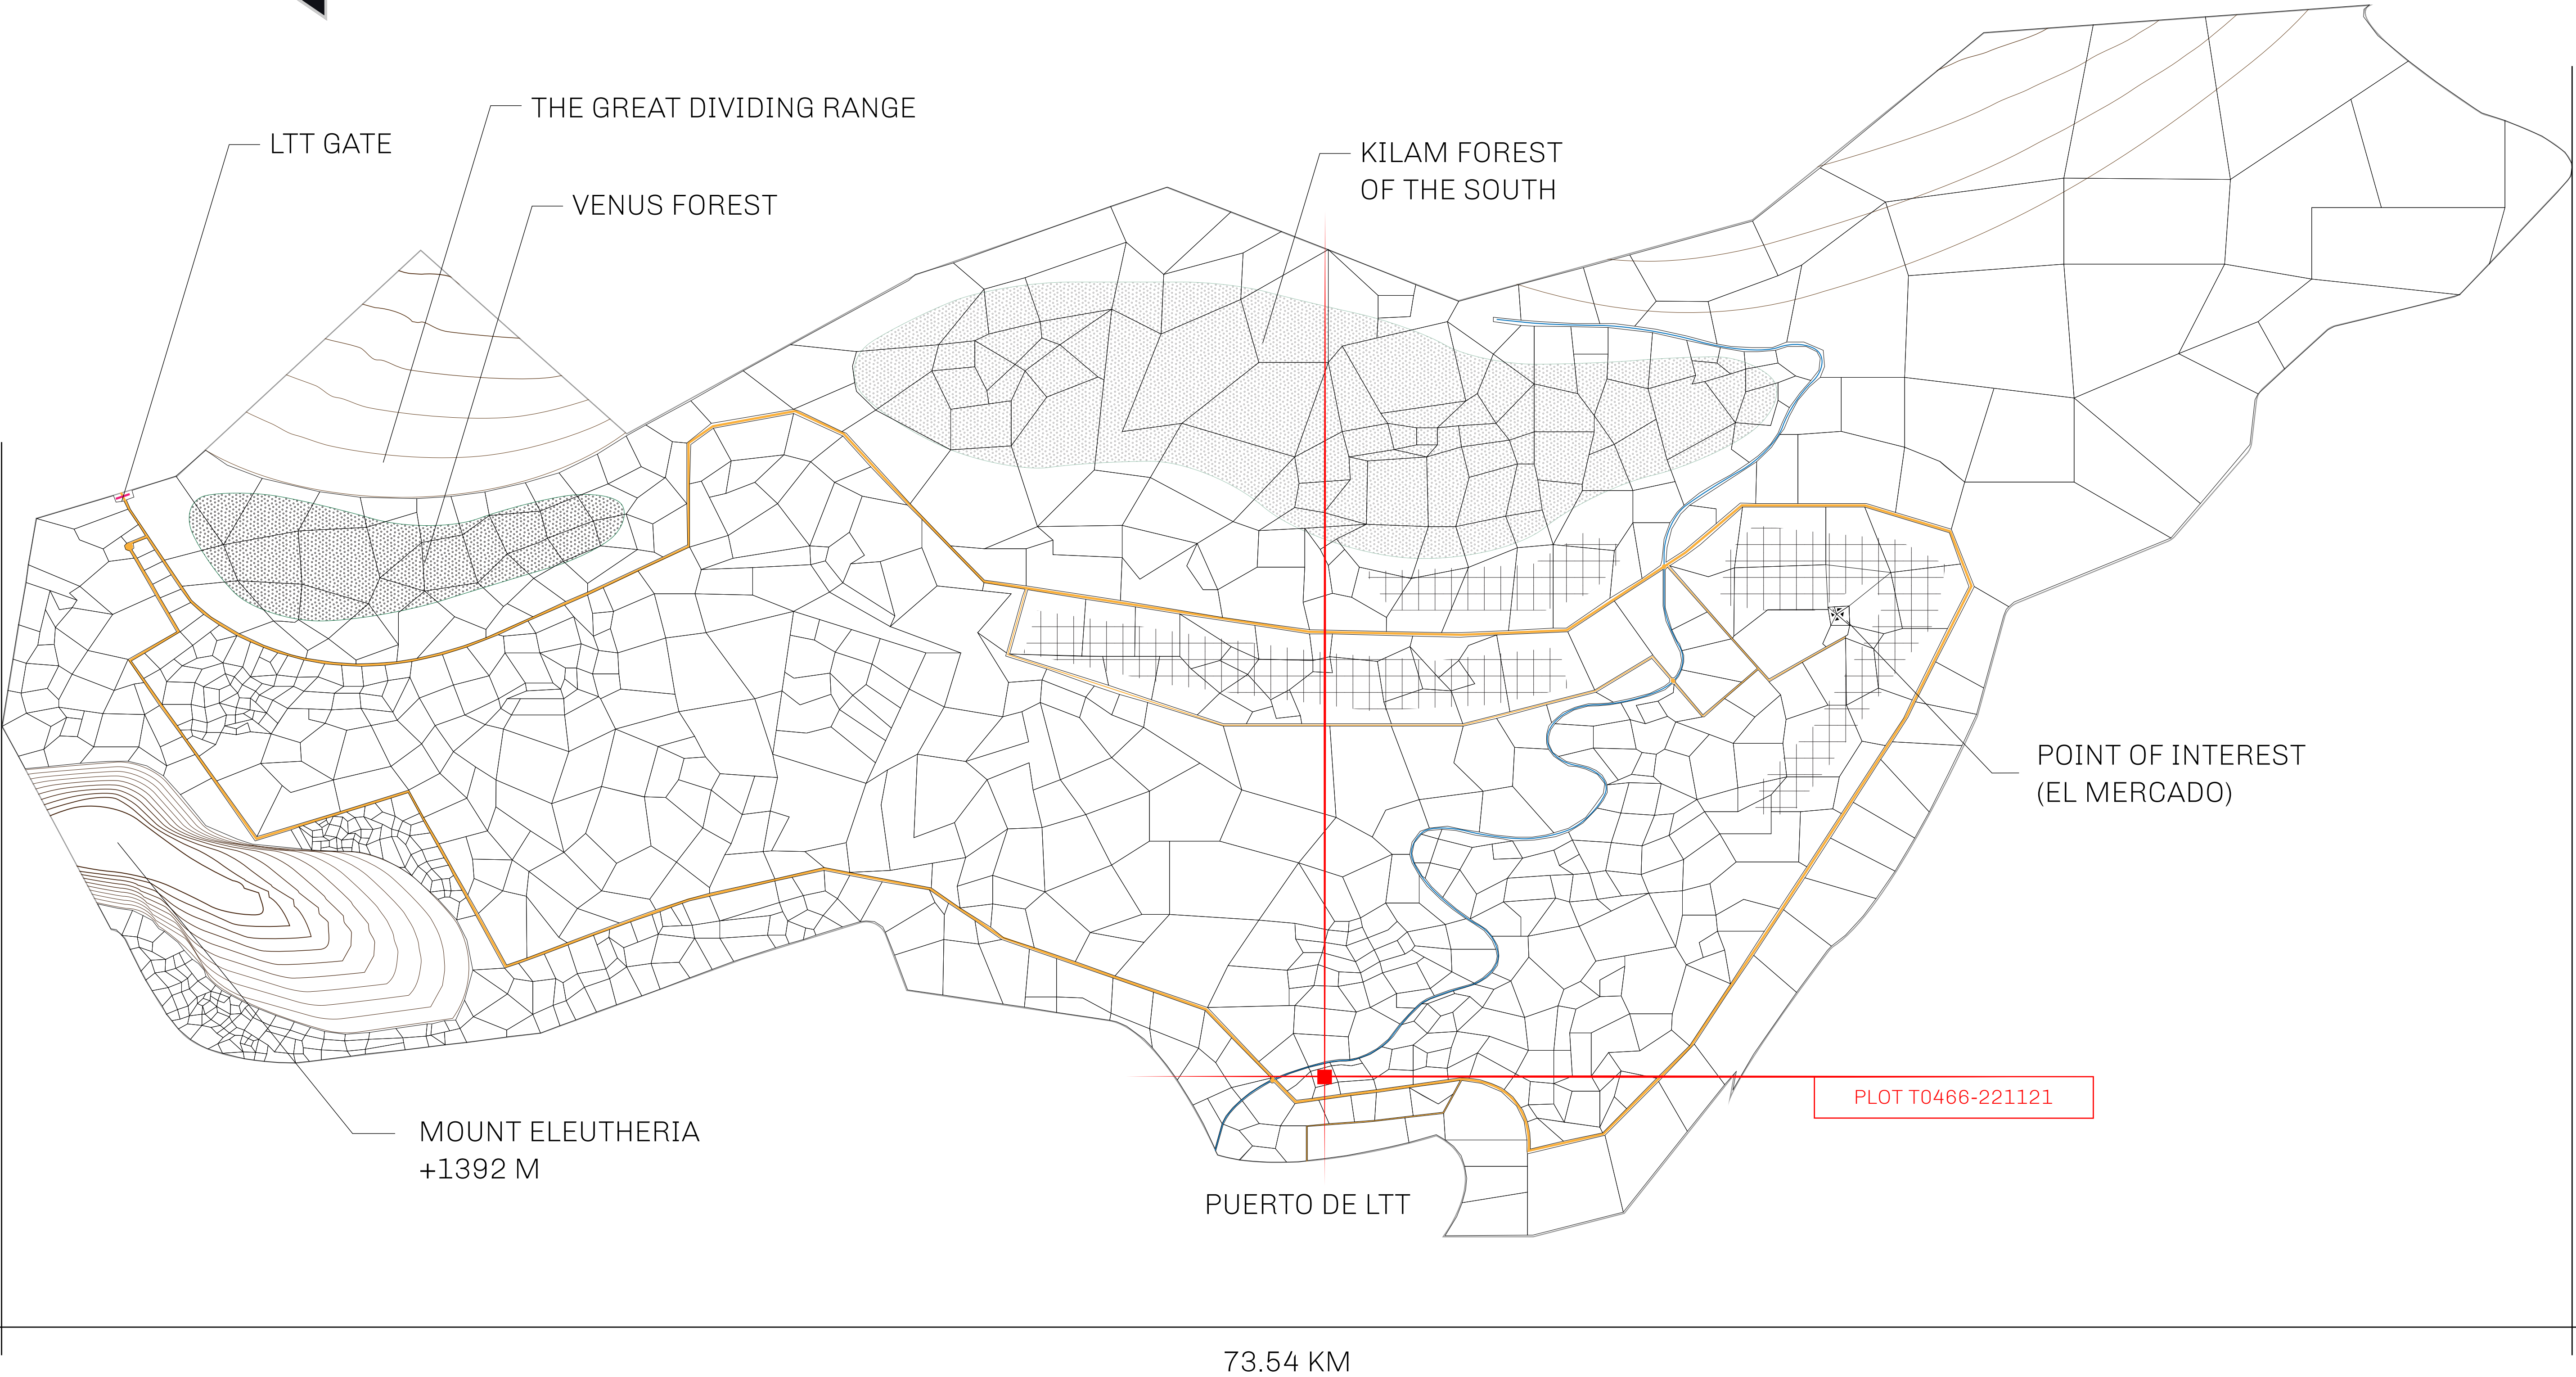 THE GREAT DIVIDING RANGE
LTT GATE
VENUS FOREST
KILAM FOREST
OF THE SOUTH
POINT OF INTEREST
(EL MERCADO)
PLOT T0466-221121
MOUNT ELEUTHERIA
+1392 M
PUERTO DE LTT
73.54 KM